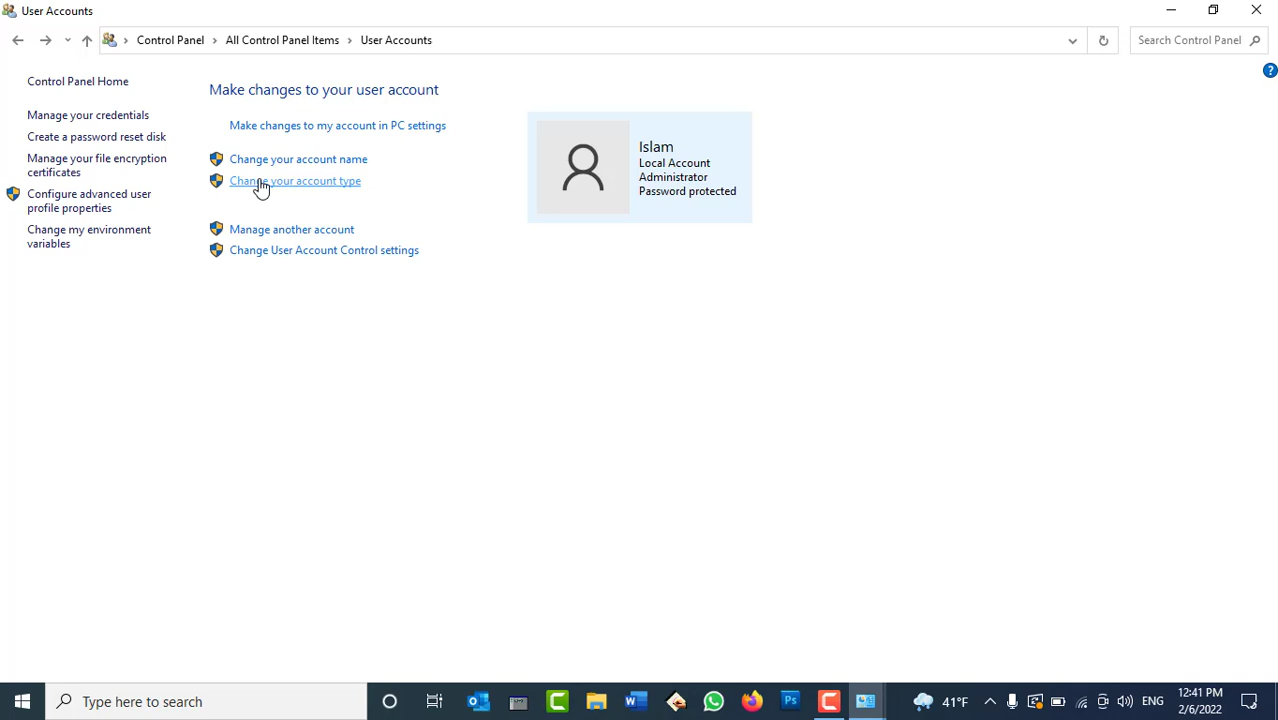 User Accounts
Control Panel > All Control Panel Items > User Accounts
Search Control Panel
Control Panel Home
Manage your credentials
Create a password reset disk
Manage your file encryption
certificates
Configure advanced user
profile properties
Change my environment
variables
Make changes to your user account
Make changes to my account in PC settings
Change your account name
Change your account type
Manage another account
Change User Account Control settings
Islam
Local Account
Administrator
Password protected
Type here to search
W
Ps
C
41°F
ENG
12:41 PM
2/6/2022